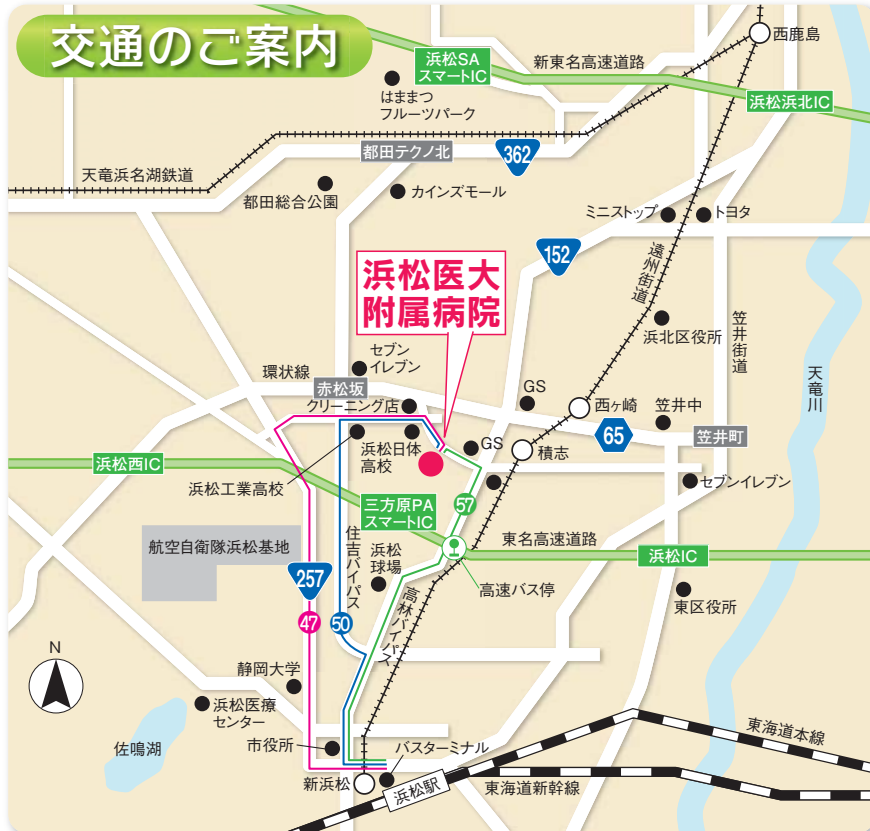 交通のご案内
西鹿島
浜松SA
スマートIC
新東名高速道路
はままつ
フルーツパーク
浜松浜北IC
都田テクノ北
362
天竜浜名湖鉄道
都田総合公園
カインズモール
ミニストップ
トヨタ
152
遠州街道
浜松医大
附属病院
浜北区役所
笠井街道
天竜川
セブン
イレブン
環状線
赤松坂
GS
クリーニング店
西ヶ崎
笠井中
65
笠井町
浜松日体
高校
GS
積志
浜松西IC
浜松工業高校
セブンイレブン
三方原PA
スマートIC
57
東名高速道路
航空自衛隊浜松基地
住吉バイパス
浜松
球場
浜松IC
257
高速バス停
東区役所
47
50
高林バイパス
N
静岡大学
浜松医療
センター
佐鳴湖
市役所
バスターミナル
東海道本線
新浜松
浜松駅
東海道新幹線